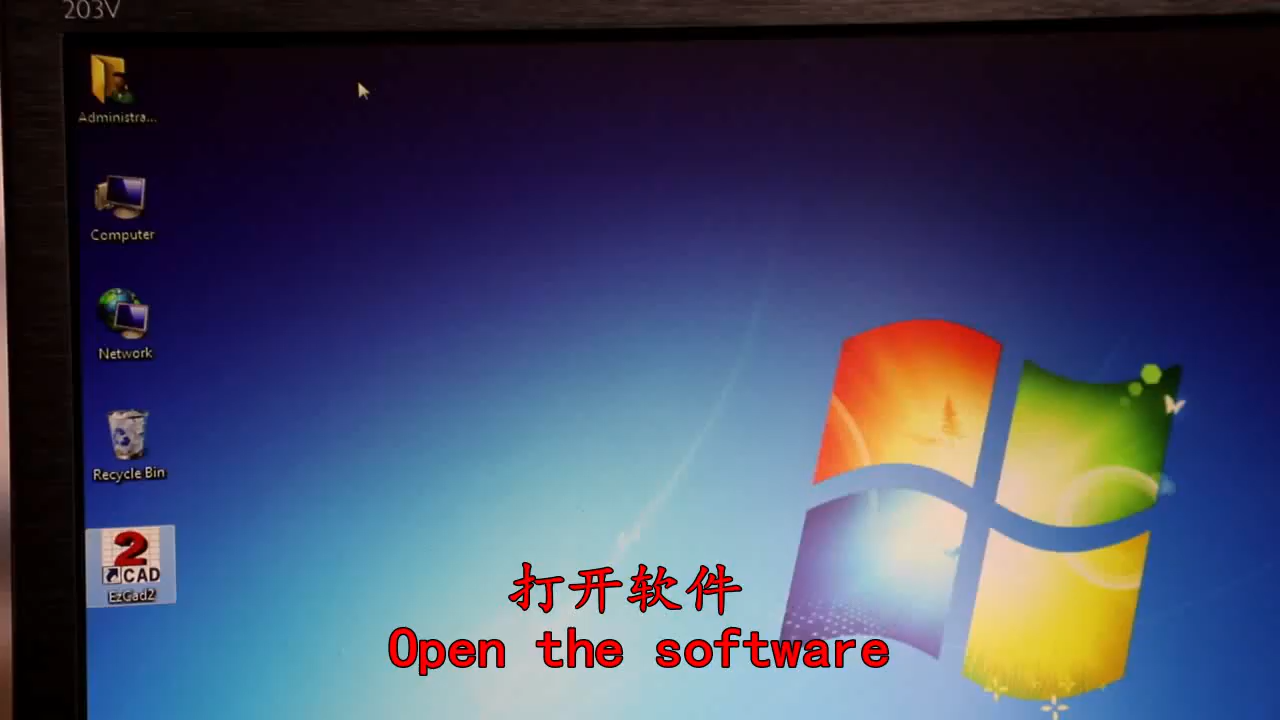 203V
Administra...
Computer
Network
Recycle Bin
2
CAD
EzCad2
打开软件
Open the software